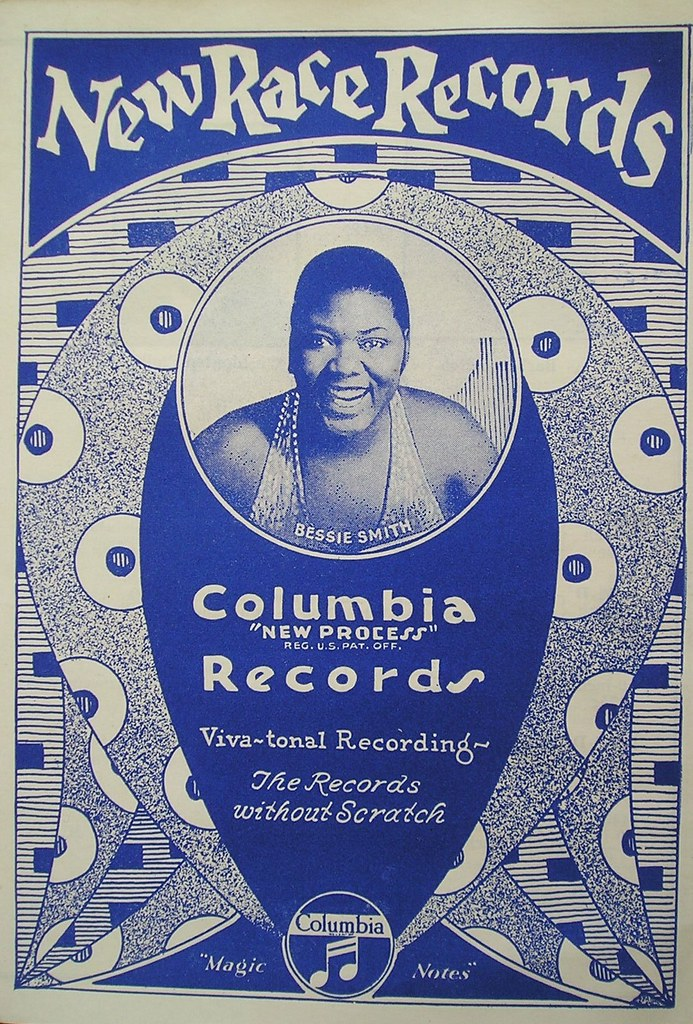 New Race Records
BESSIE SMITH
Columbia
"NEW PROCESS"
REG. U.S. PAT. OFF.
Records
Viva-tonal Recording-
The Records
without Scratch
Columbia
"Magic Notes"